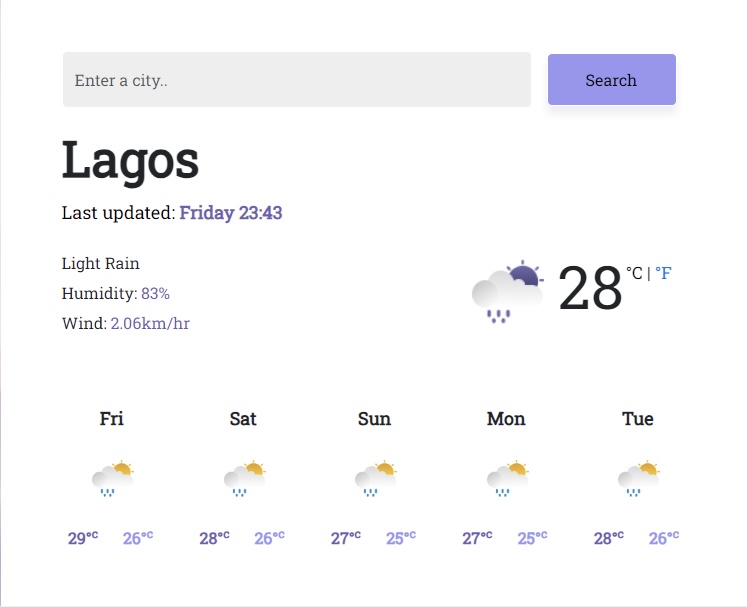 Enter a city..
Search
Lagos
Last updated: Friday 23:43
Light Rain
Humidity: 83%
Wind: 2.06km/hr
28 °C | °F
Fri Sat Sun Mon Tue
29°C 26°C 28°C 26°C 27°C 25°C 27°C 25°C 28°C 26°C